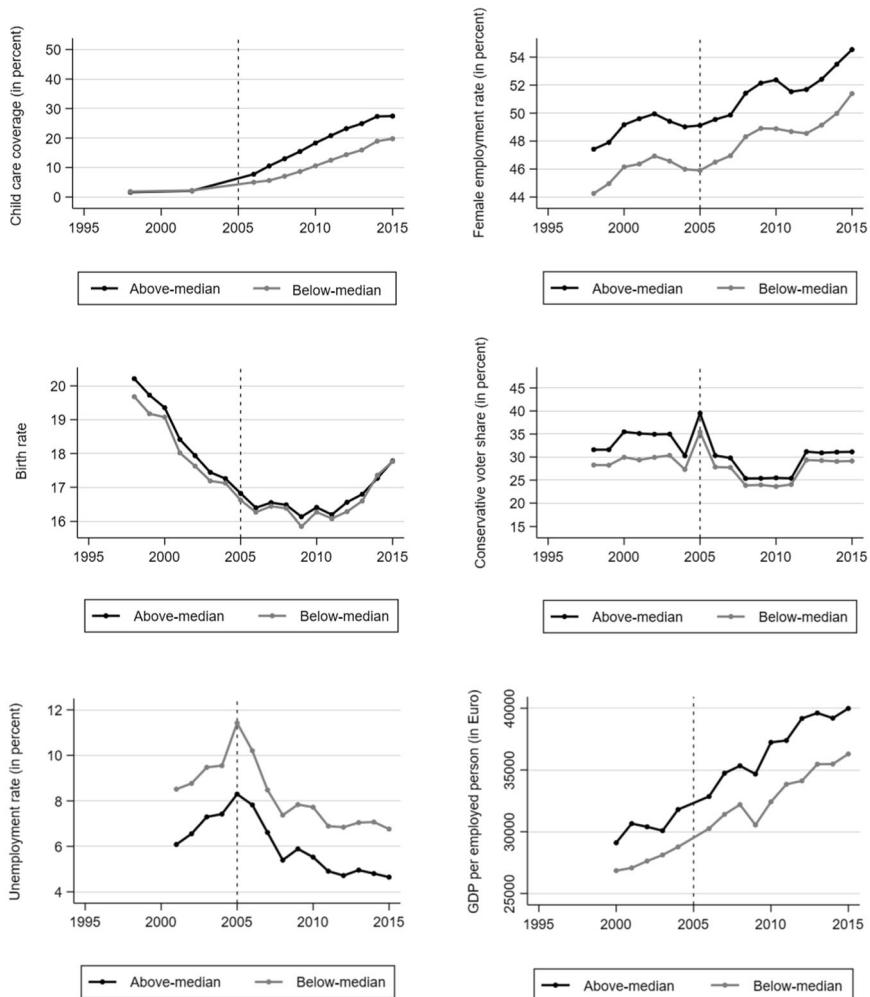 Child care coverage (in percent)
50
40
30
20
10
0
1995 2000 2005 2010 2015
Above-median Below-median
Female employment rate (in percent)
54
52
50
48
46
44
1995 2000 2005 2010 2015
Above-median Below-median
Birth rate
20
19
18
17
16
1995 2000 2005 2010 2015
Above-median Below-median
Conservative voter share (in percent)
45
40
35
30
25
20
15
1995 2000 2005 2010 2015
Above-median Below-median
Unemployment rate (in percent)
12
10
8
6
4
1995 2000 2005 2010 2015
Above-median Below-median
GDP per employed person (in Euro)
40000
35000
30000
25000
1995 2000 2005 2010 2015
Above-median Below-median